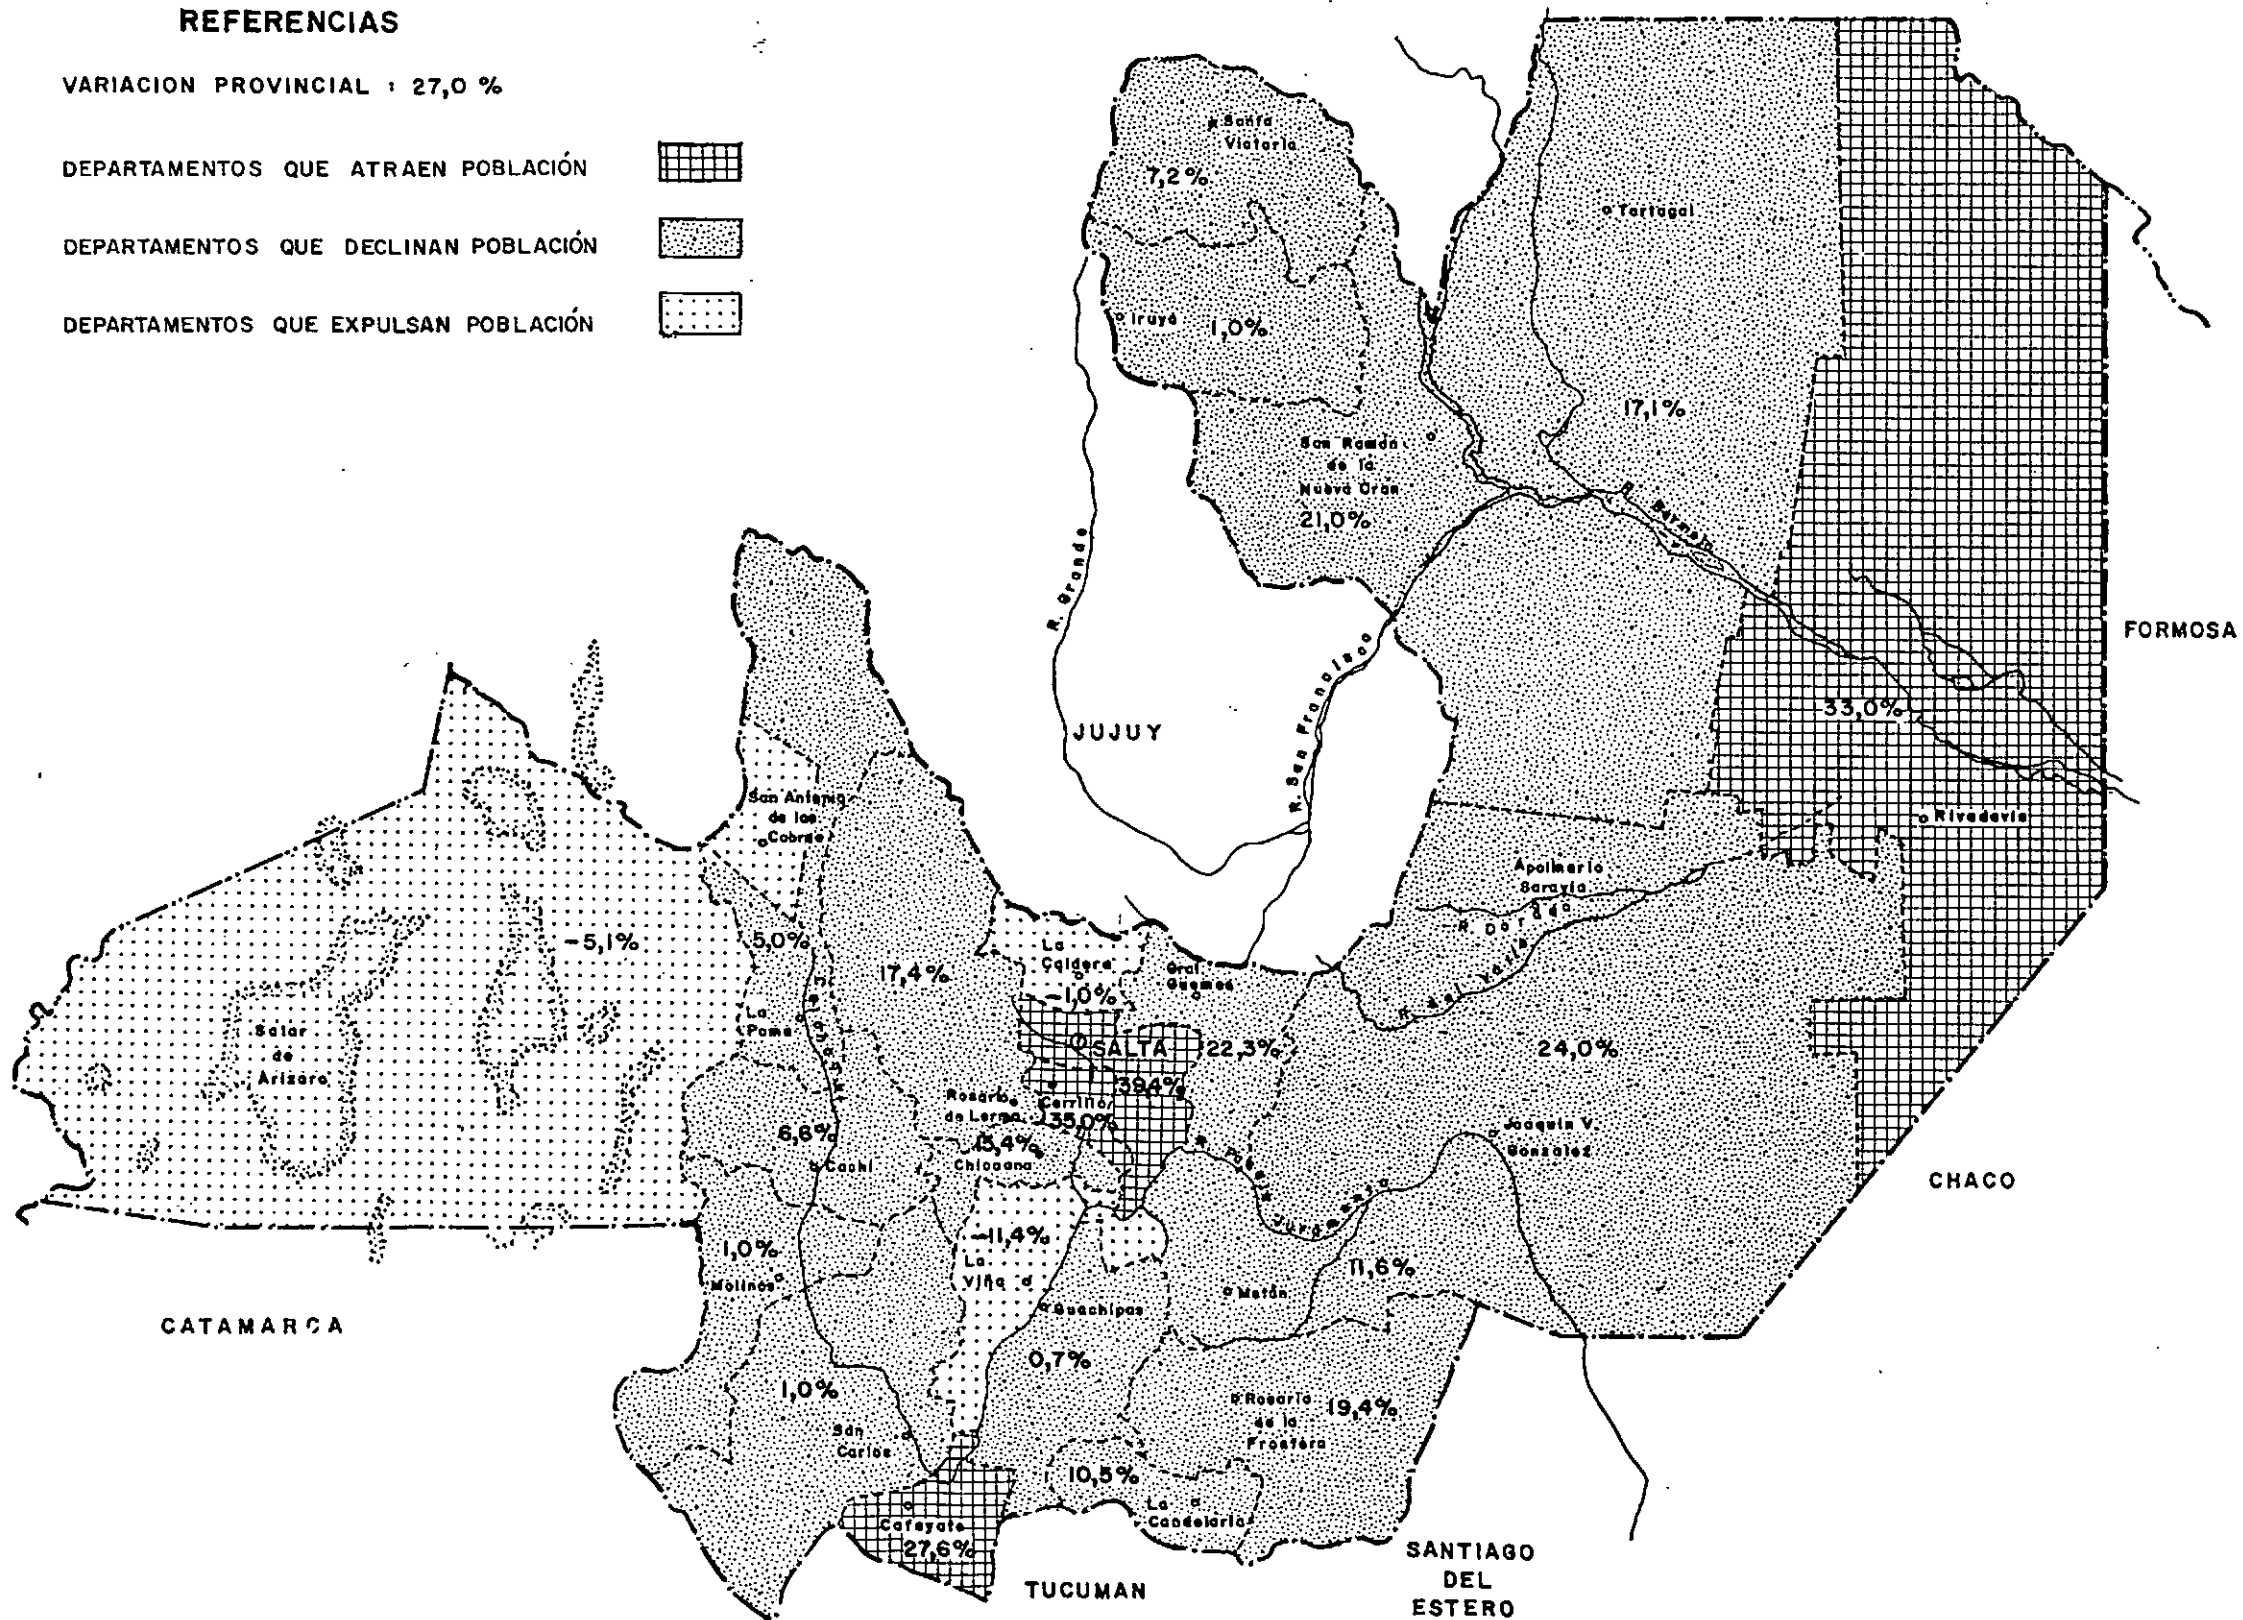 REFERENCIAS
VARIACION PROVINCIAL : 27,0 %
DEPARTAMENTOS QUE ATRAEN POBLACIÓN
DEPARTAMENTOS QUE DECLINAN POBLACIÓN
DEPARTAMENTOS QUE EXPULSAN POBLACIÓN
Santa
Victoria
7,2%
Tartagal
Iruya
1,0%
17,1%
San Ramón
de la
Nueva Oran
21,0%
R. Bermejo
R. Grande
FORMOSA
R. San Francisco
33,0%
JUJUY
San Antonio
de los
Cobres
Rivadavia
Apolinario
Saravia
R. Dorado
R. del Valle
-5,1%
5,0%
17,4%
La
Caldera
-1,0%
Gral
Guemes
La
Poma
Calchaquí
Salar
de
Arizaro
SALTA
22,3%
24,0%
39,4%
Rosario
de Lerma
Cerrillos
35,0%
6,6%
15,4%
Chicoana
Cachi
Joaquin V.
Gonzalez
R. Pasaje
Juramento
CHACO
-11,4%
La
Viña
1,0%
Molinos
11,6%
Metán
Guachipas
CATAMARCA
0,7%
1,0%
San
Carlos
Rosario
de la
Frontera
19,4%
10,5%
La
Candelaria
Cafayate
27,6%
TUCUMAN
SANTIAGO
DEL
ESTERO